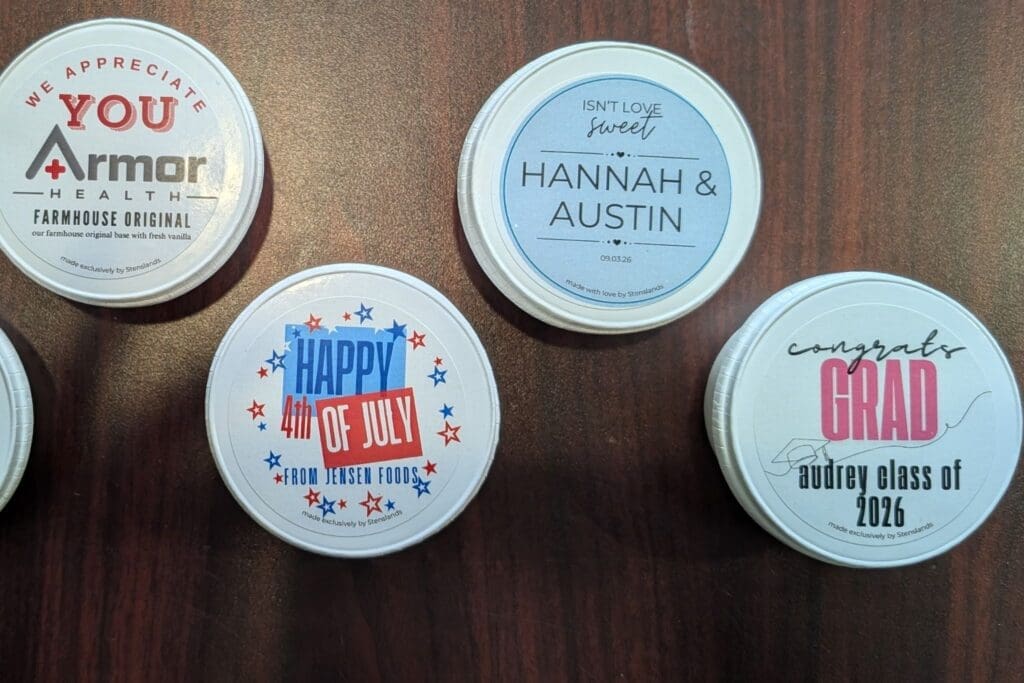 WE APPRECIATE
YOU
Armor
HEALTH
FARMHOUSE ORIGINAL
our farmhouse original base with fresh vanilla
made exclusively by Stenslands
ISN'T LOVE
sweet
HANNAH &
AUSTIN
09.03.26
made with love by Stenslands
HAPPY
4th OF JULY
FROM JENSEN FOODS
made exclusively by Stenslands
congrats
GRAD
audrey class of
2026
made exclusively by Stenslands